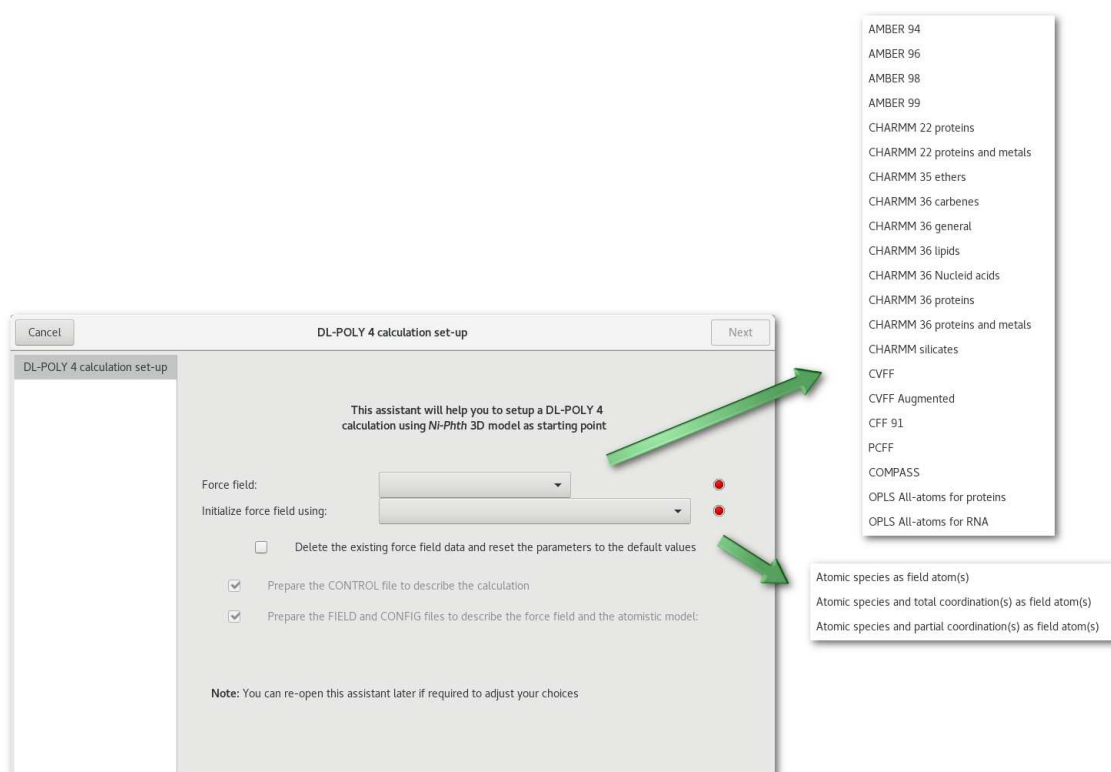 AMBER 94
AMBER 96
AMBER 98
AMBER 99
CHARMM 22 proteins
CHARMM 22 proteins and metals
CHARMM 35 ethers
CHARMM 36 carbenes
CHARMM 36 general
CHARMM 36 lipids
CHARMM 36 Nucleid acids
CHARMM 36 proteins
CHARMM 36 proteins and metals
CHARMM silicates
CVFF
CVFF Augmented
CFF 91
PCFF
COMPASS
OPLS All-atoms for proteins
OPLS All-atoms for RNA
Cancel
DL-POLY 4 calculation set-up
Next
DL-POLY 4 calculation set-up
This assistant will help you to setup a DL-POLY 4
calculation using Ni-Phth 3D model as starting point
Force field:
Initialize force field using:
Delete the existing force field data and reset the parameters to the default values
Prepare the CONTROL file to describe the calculation
Prepare the FIELD and CONFIG files to describe the force field and the atomistic model:
Note: You can re-open this assistant later if required to adjust your choices
Atomic species as field atom(s)
Atomic species and total coordination(s) as field atom(s)
Atomic species and partial coordination(s) as field atom(s)